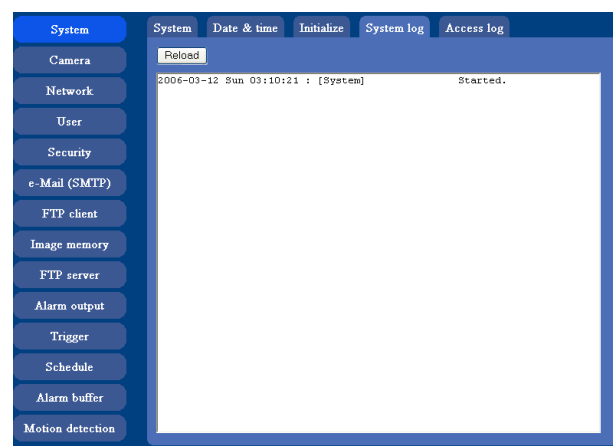 System
Camera
Network
User
Security
e-Mail (SMTP)
FTP client
Image memory
FTP server
Alarm output
Trigger
Schedule
Alarm buffer
Motion detection
System Date & time Initialize System log Access log
Reload
2006-03-12 Sun 03:10:21 : [System] Started.